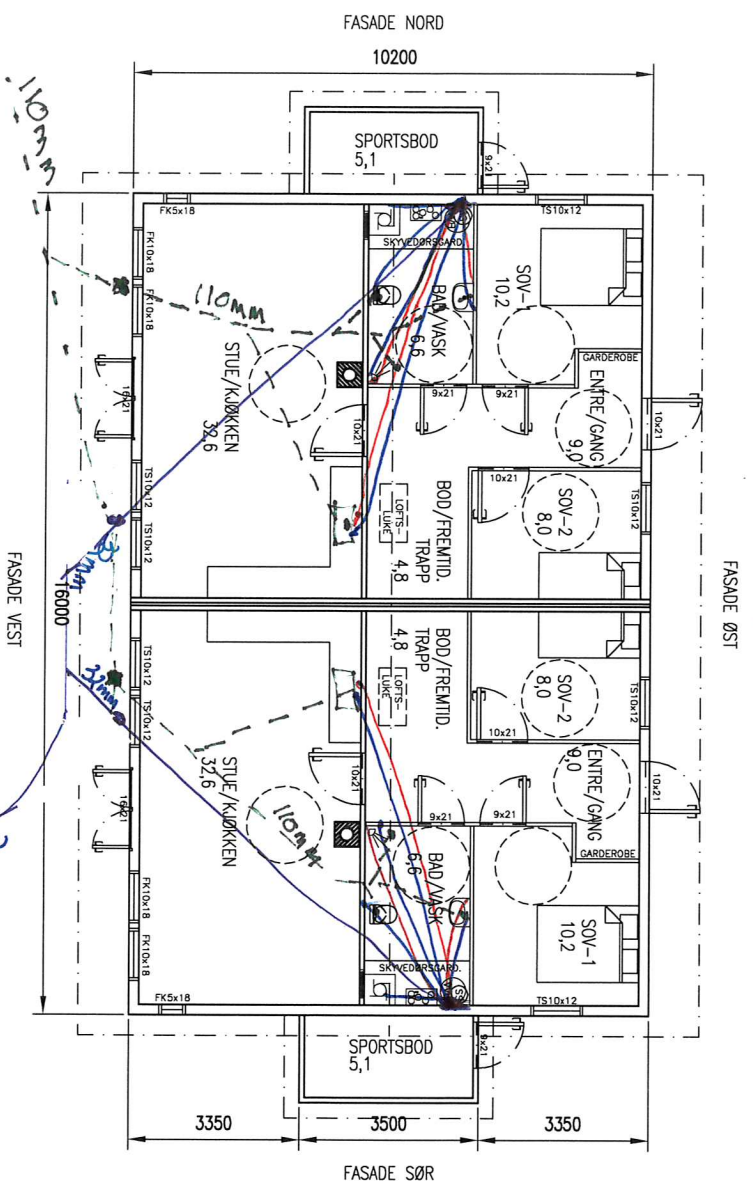 FASADE NORD
10200
SPORTSBOD
5,1
9x21
FK5x18
TS10x12
SKYVEDØRSGARD.
SOV-1
10,2
BAD/VASK
6,6
FK10x18
FK10x18
110mm
110
STUE/KJØKKEN
32,6
GARDEROBE
ENTRE/GANG
9,0
10x21
9x21
9x21
10x21
16x21
10x21
SOV-2
8,0
TS10x12
TS10x12
TS10x12
LOFTS-
LUKE
BOD/FREMTID.
TRAPP
4,8
FASADE ØST
FASADE VEST
16000
32mm
BOD/FREMTID.
TRAPP
4,8
LOFTS-
LUKE
SOV-2
8,0
TS10x12
TS10x12
TS10x12
10x21
STUE/KJØKKEN
32,6
110mm
10x21
16x21
9x21
9x21
10x21
ENTRE/GANG
9,0
GARDEROBE
BAD/VASK
6,6
SOV-1
10,2
SKYVEDØRSGARD.
FK10x18
FK10x18
FK5x18
TS10x12
SPORTSBOD
5,1
9x21
3350
3500
3350
FASADE SØR